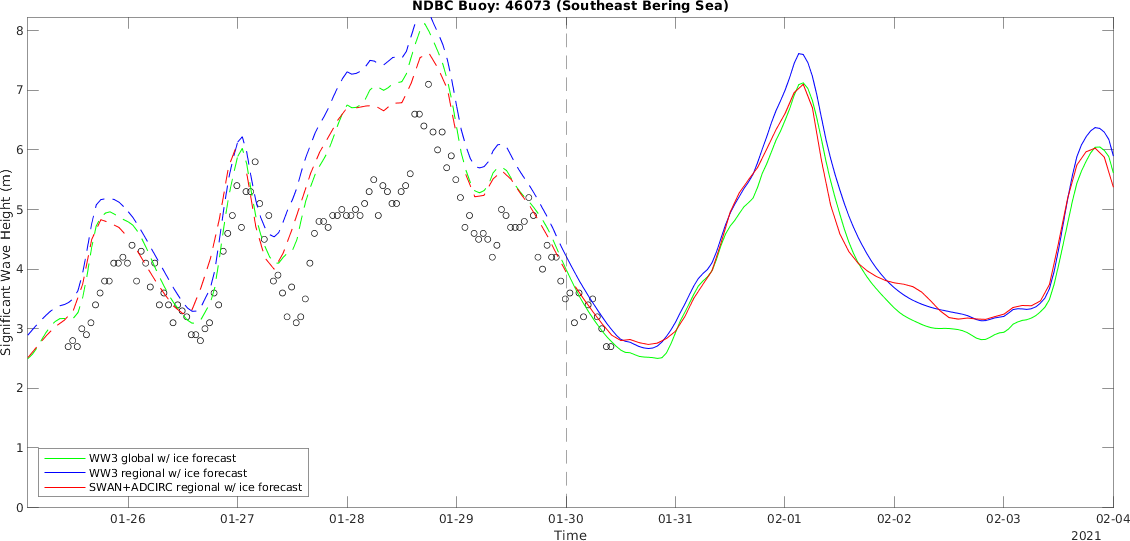 NDBC Buoy: 46073 (Southeast Bering Sea)
8
7
6
5
4
3
2
1
0
Significant Wave Height (m)
WW3 global w/ ice forecast
WW3 regional w/ ice forecast
SWAN+ADCIRC regional w/ ice forecast
01-26 01-27 01-28 01-29 01-30 01-31 02-01 02-02 02-03 02-04
Time
2021